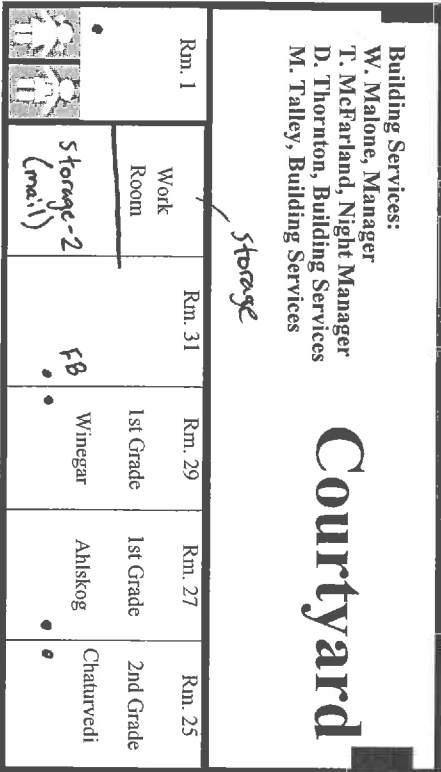 Building Services:
W. Malone, Manager
T. McFarland, Night Manager
D. Thornton, Building Services
M. Talley, Building Services
Courtyard
storage
Rm. 1
Work
Room
storage-2
(mail)
Rm. 31
FB
Rm. 29
1st Grade
Winegar
Rm. 27
1st Grade
Ahlskog
Rm. 25
2nd Grade
Chaturvedi